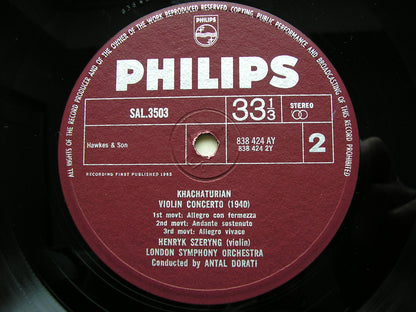 ALL RIGHTS OF THE RECORD PRODUCER AND OF THE OWNER OF THE WORK REPRODUCED RESERVED COPYING, PUBLIC PERFORMANCE AND BROADCASTING OF THIS RECORD PROHIBITED
PHILIPS
PHILIPS
SAL.3503
33 1/3
STEREO
Hawkes & Son
838 424 AY
838 424 2Y
2
RECORDING FIRST PUBLISHED 1965
KHACHATURIAN
VIOLIN CONCERTO (1940)
1st movt: Allegro con fermezza
2nd movt: Andante sostenuto
3rd movt: Allegro vivace
HENRYK SZERYNG (violin)
LONDON SYMPHONY ORCHESTRA
Conducted by ANTAL DORATI